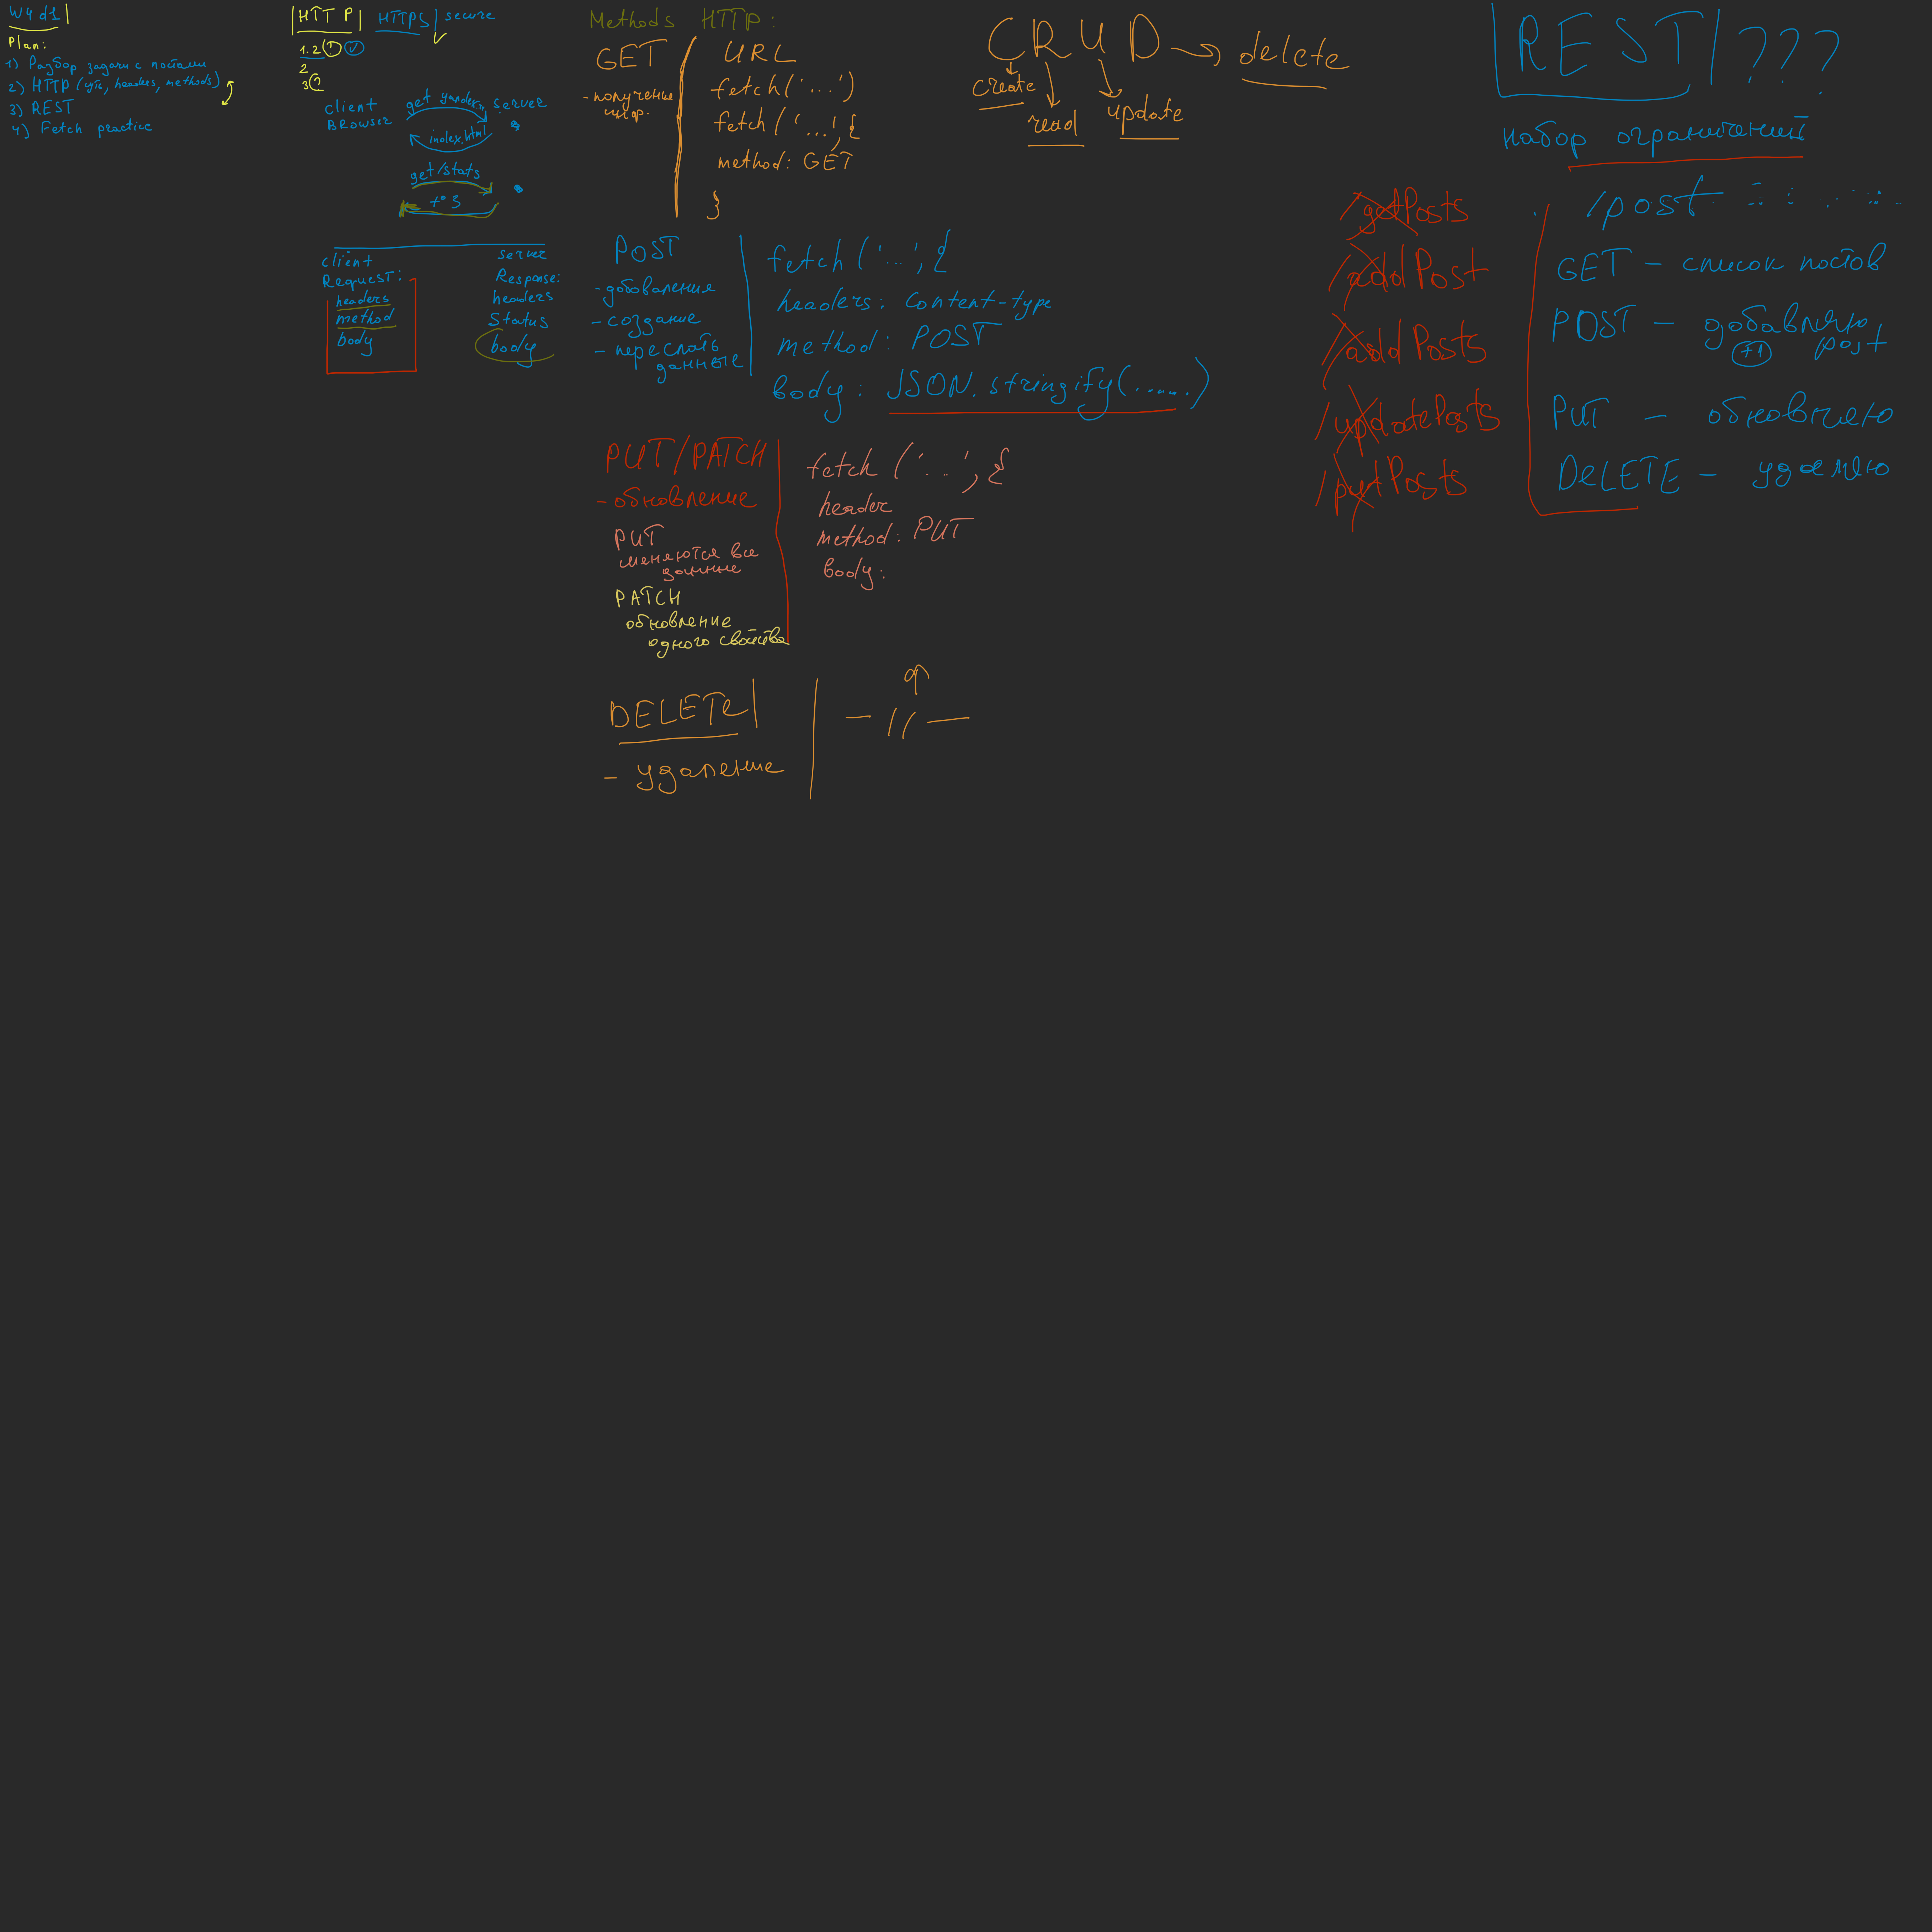 W4 d1
Plan:
1) Разбор задачи с постами
2) HTTP (url, headers, methods)
3) REST
4) Fetch practice
HTTP HTTPS secure
1.2
2
3
client
BROWSER
get yandex.ru
server
index.html
get/stats
client
Request:
headers
method
body
server
Response:
headers
Status
body
Methods HTTP:
GET
- получение
инфор.
URL
fetch('...')
fetch('...', {
method: GET
}
POST
- добавление
- создание
- переслать
данные
fetch('...', {
headers: content-type
method: POST
body: JSON.stringify(......)
PUT/PATCH
- обновление
PUT
меняются все
данные
PATCH
обновление
одного свойства
fetch('...', {
header
method: PUT
body:
DELETE
- удаление
— // —
CRUD → delete
create
read
update
REST ???
набор ограничений
/getPosts
/addPost
/addPosts
/updatePosts
/putPosts
/post
GET – список постов
POST – добавляю
+1 post
PUT – обновляю
DELETE – удаляю